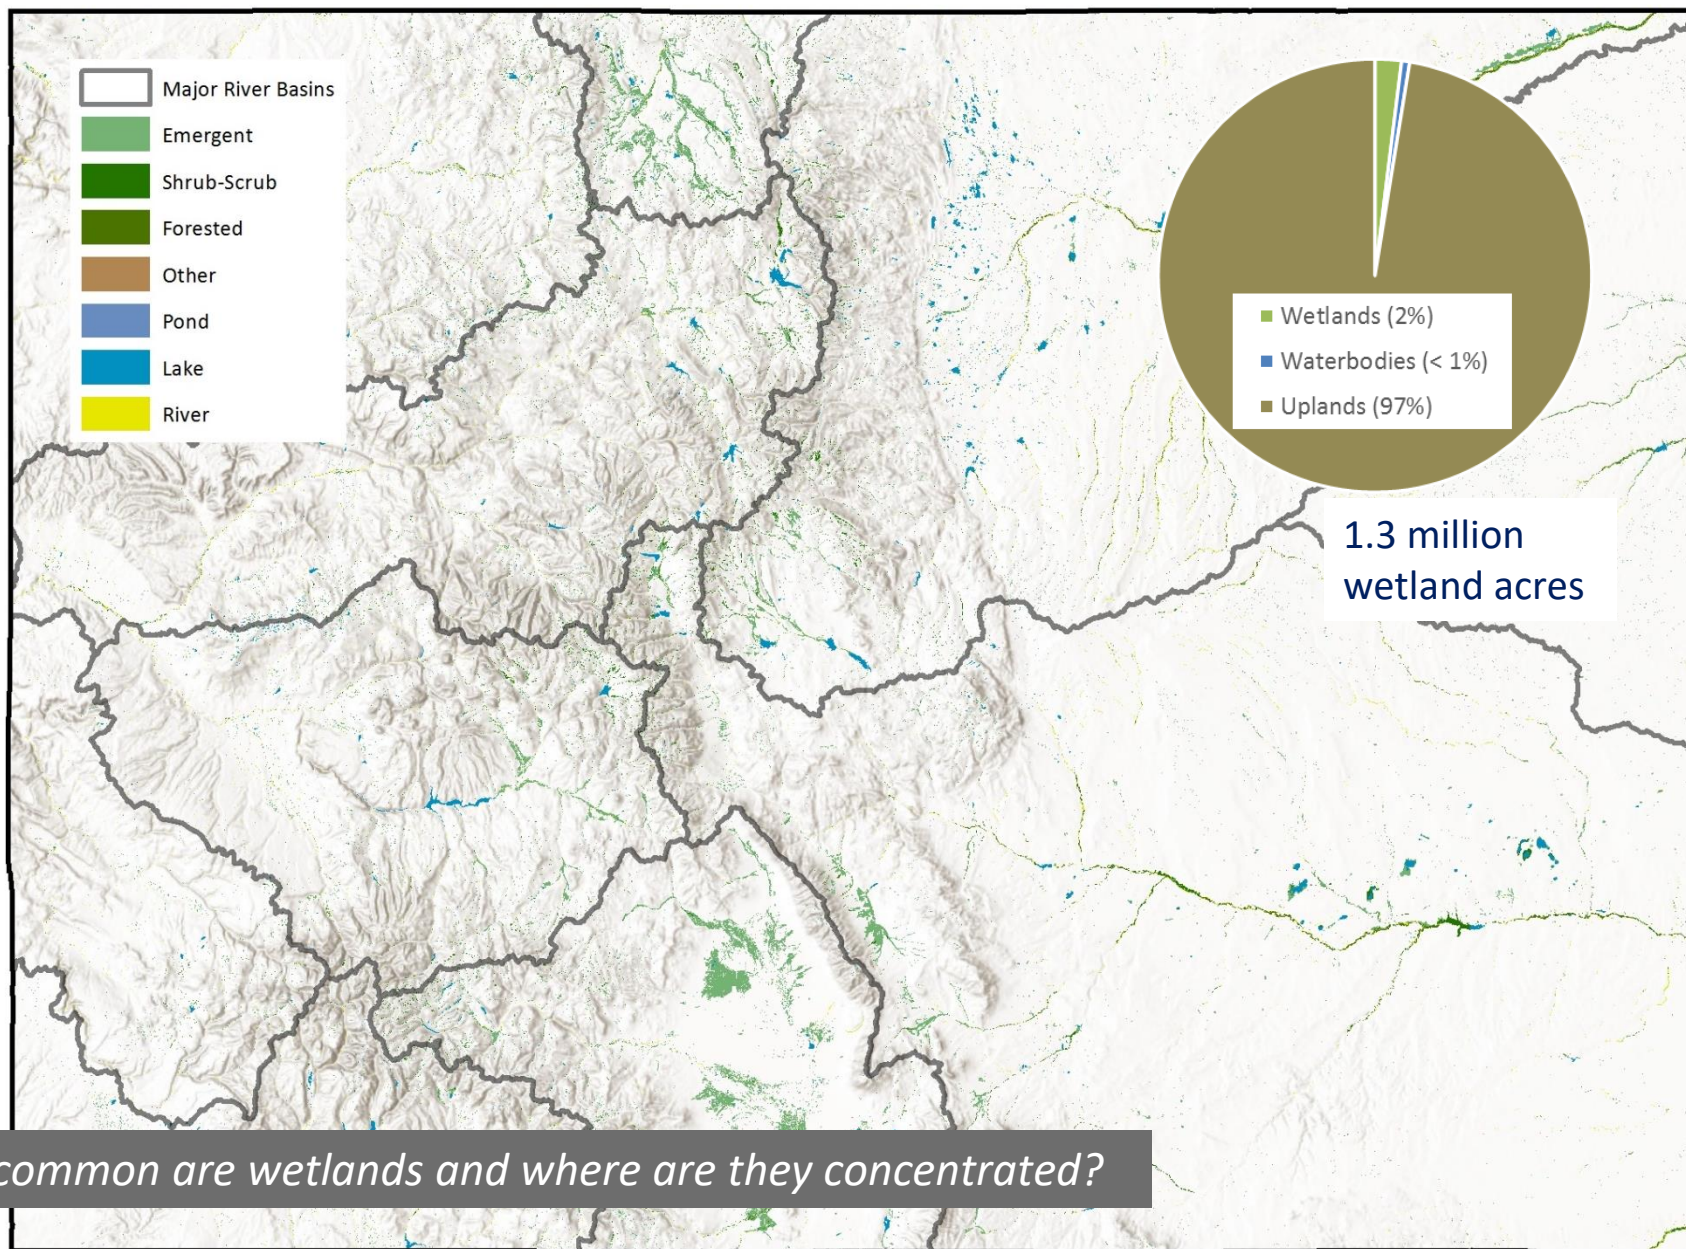 Major River Basins
Emergent
Shrub-Scrub
Forested
Other
Pond
Lake
River
Wetlands (2%)
Waterbodies (< 1%)
Uplands (97%)
1.3 million
wetland acres
common are wetlands and where are they concentrated?